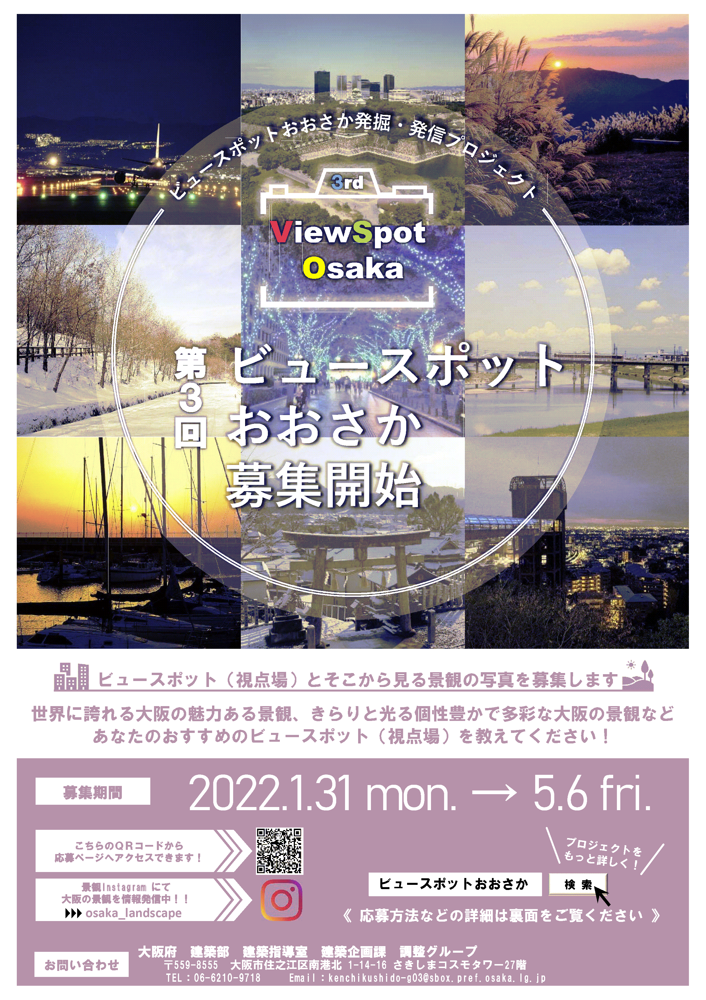 ビュースポットおおさか発掘・発信プロジェクト
3rd
ViewSpot
Osaka
第3回
ビュースポット
おおさか
募集開始
ビュースポット（視点場）とそこから見る景観の写真を募集します
世界に誇れる大阪の魅力ある景観、きらりと光る個性豊かで多彩な大阪の景観など
あなたのおすすめのビュースポット（視点場）を教えてください！
募集期間
2022.1.31 mon. → 5.6 fri.
こちらのQRコードから
応募ページへアクセスできます！
景観Instagram にて
大阪の景観を情報発信中！！
osaka_landscape
プロジェクトを
もっと詳しく！
ビュースポットおおさか
検 索
《 応募方法などの詳細は裏面をご覧ください 》
お問い合わせ
大阪府　建築部　建築指導室　建築企画課　調整グループ
〒559-8555　大阪市住之江区南港北 1-14-16 さきしまコスモタワー27階
TEL：06-6210-9718　　Email：kenchikushido-g03@sbox.pref.osaka.lg.jp